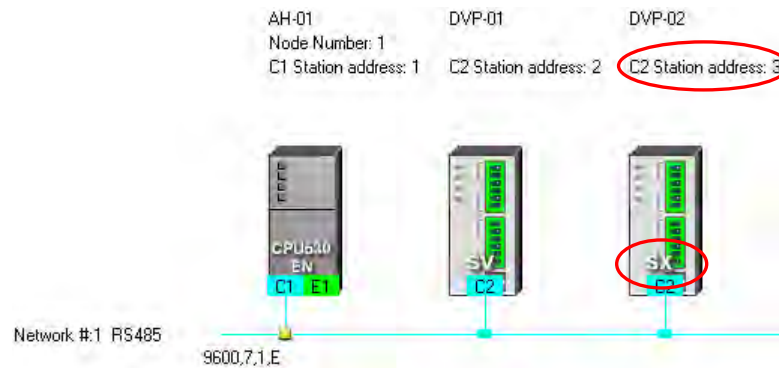 AH-01
Node Number: 1
C1 Station address: 1
DVP-01
C2 Station address: 2
DVP-02
C2 Station address: 3
CPU530
EN
C1 E1
SV
C2
SX
C2
Network #:1 RS485
9600,7,1,E